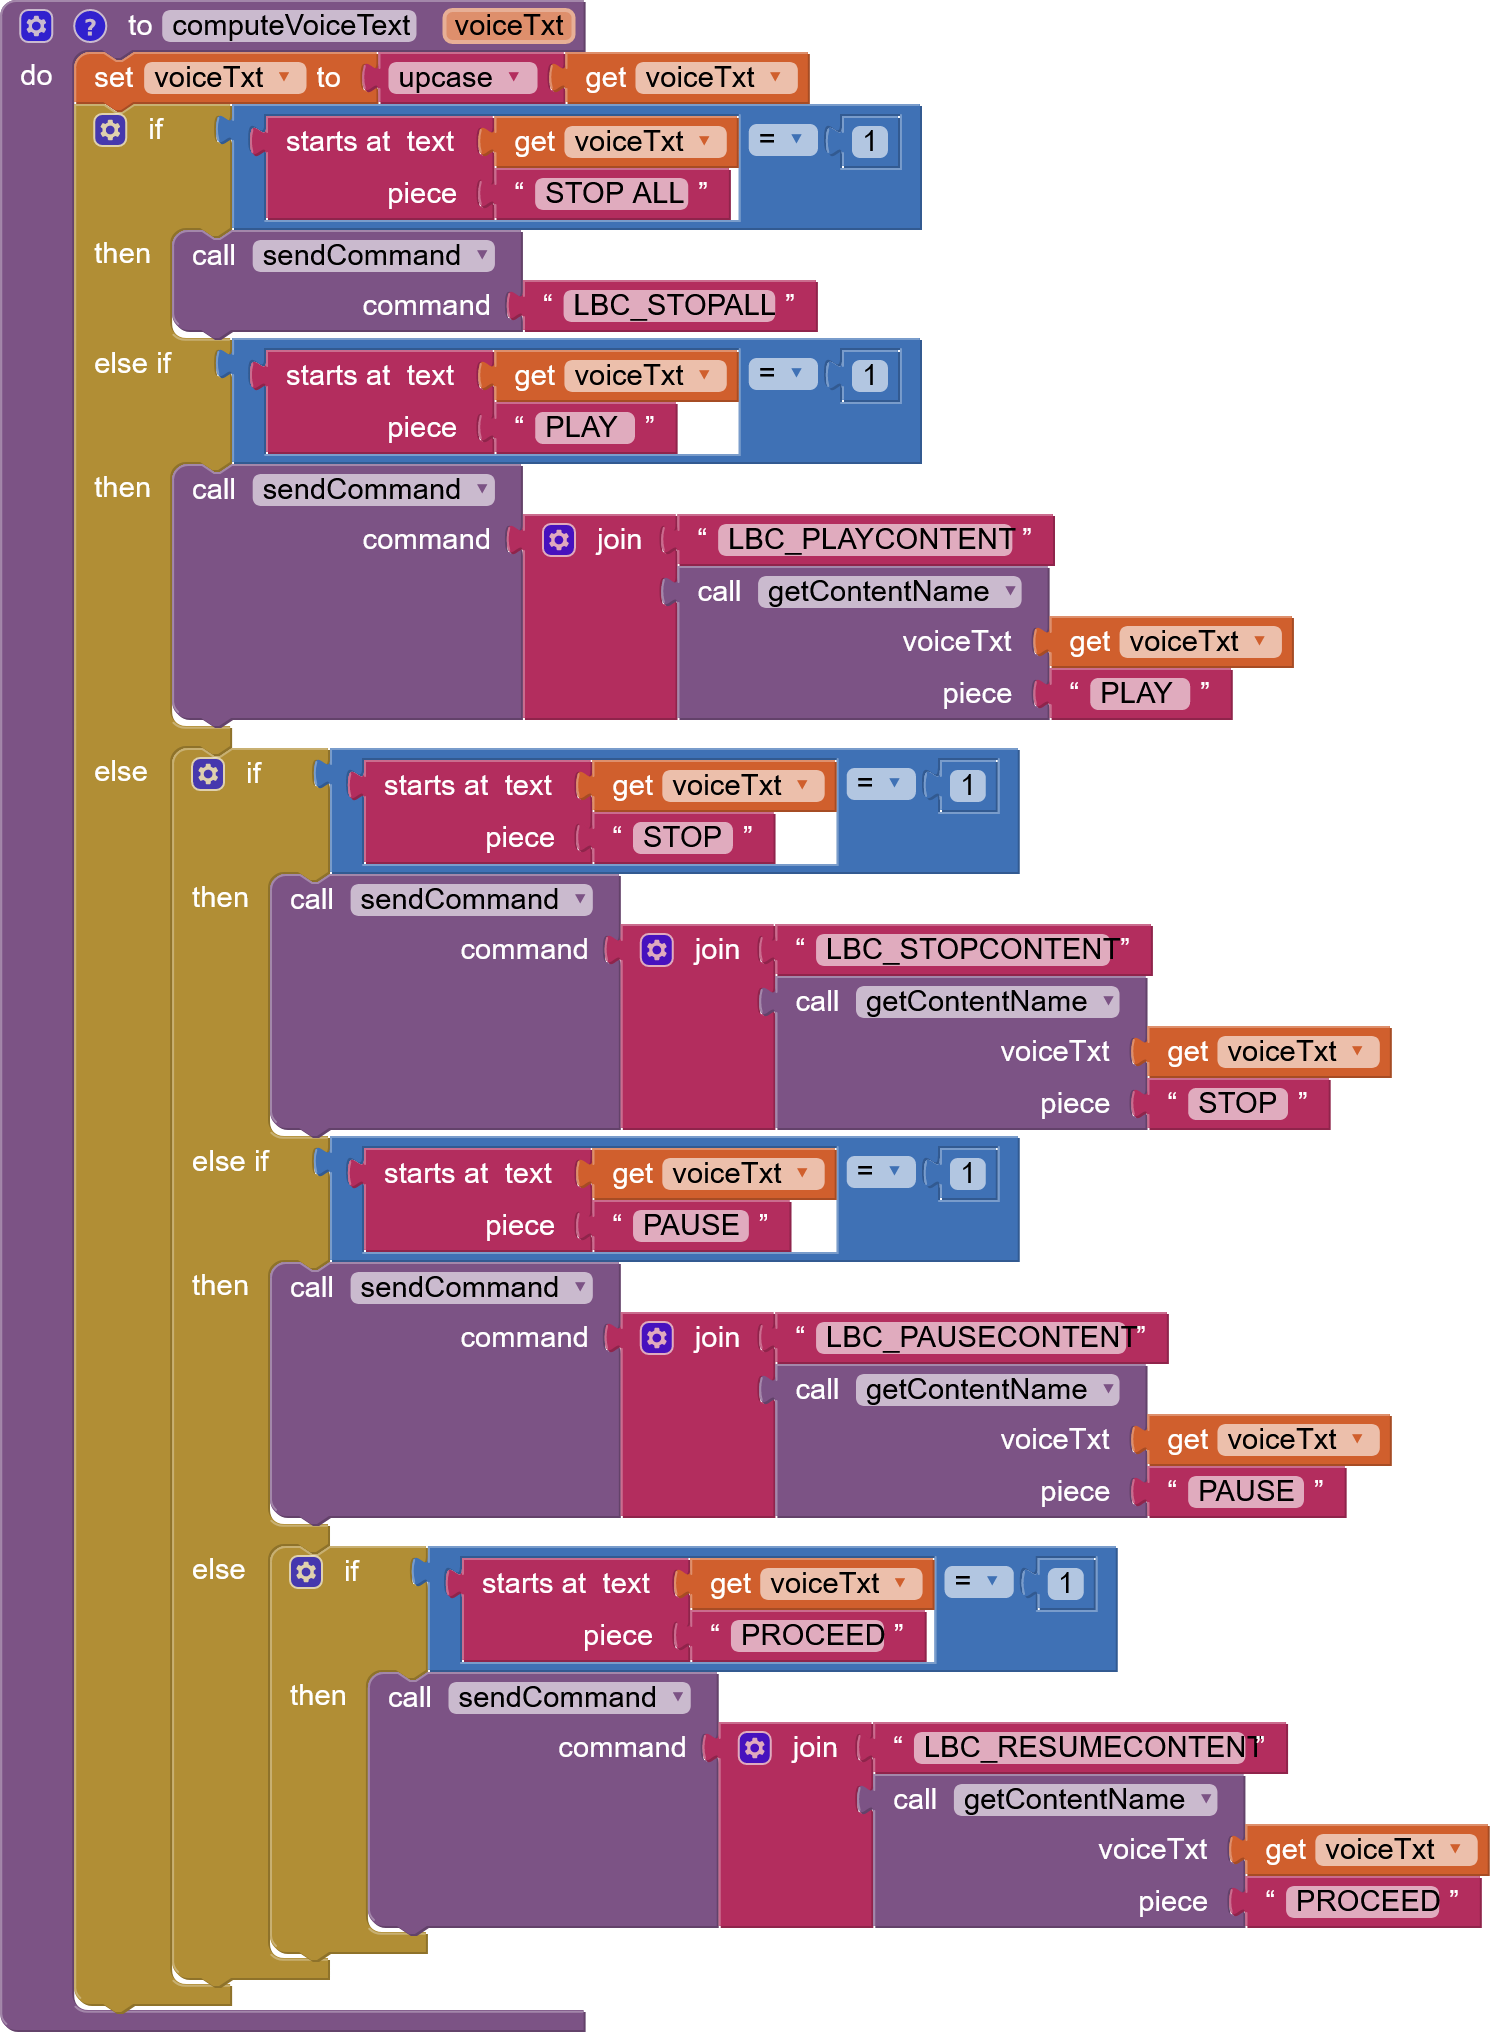 ? to computeVoiceText voiceTxt
do set voiceTxt to upcase get voiceTxt
if starts at text get voiceTxt = 1
piece “ STOP ALL ”
then call sendCommand
command “ LBC_STOPALL ”
else if starts at text get voiceTxt = 1
piece “ PLAY ”
then call sendCommand
command join “ LBC_PLAYCONTENT ”
call getContentName
voiceTxt get voiceTxt
piece “ PLAY ”
else if starts at text get voiceTxt = 1
piece “ STOP ”
then call sendCommand
command join “ LBC_STOPCONTENT ”
call getContentName
voiceTxt get voiceTxt
piece “ STOP ”
else if starts at text get voiceTxt = 1
piece “ PAUSE ”
then call sendCommand
command join “ LBC_PAUSECONTENT ”
call getContentName
voiceTxt get voiceTxt
piece “ PAUSE ”
else if starts at text get voiceTxt = 1
piece “ PROCEED ”
then call sendCommand
command join “ LBC_RESUMECONTENT ”
call getContentName
voiceTxt get voiceTxt
piece “ PROCEED ”